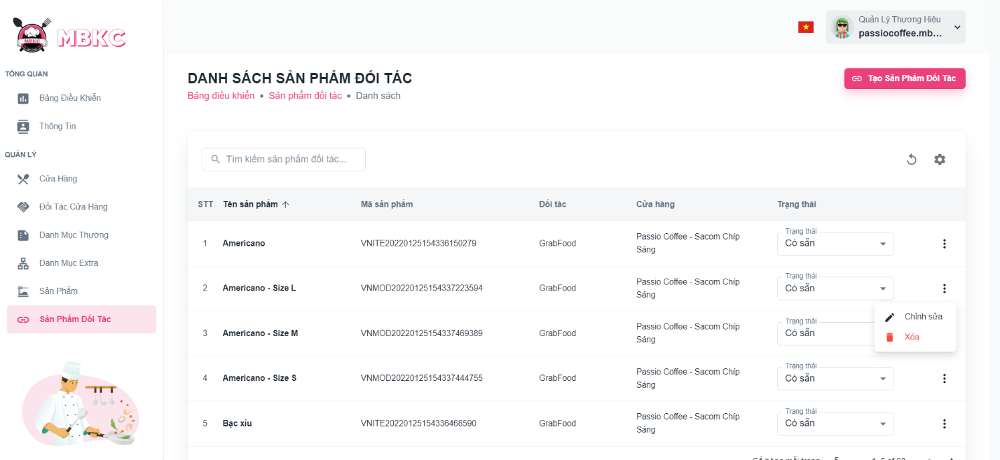 MBKC
MBKC
Quản Lý Thương Hiệu
passiocoffee.mb...
TỔNG QUAN
Bảng Điều Khiển
Thông Tin
QUẢN LÝ
Cửa Hàng
Đối Tác Cửa Hàng
Danh Mục Thường
Danh Mục Extra
Sản Phẩm
Sản Phẩm Đối Tác
DANH SÁCH SẢN PHẨM ĐỐI TÁC
Bảng điều khiển • Sản phẩm đối tác • Danh sách
Tạo Sản Phẩm Đối Tác
Tìm kiếm sản phẩm đối tác...
STT Tên sản phẩm Mã sản phẩm Đối tác Cửa hàng Trạng thái
1 Americano VNITE20220125154336150279 GrabFood Passio Coffee - Sacom Chíp Sáng Trạng thái Có sẵn
2 Americano - Size L VNMOD20220125154337223594 GrabFood Passio Coffee - Sacom Chíp Sáng Trạng thái Có sẵn
Chỉnh sửa
Xóa
3 Americano - Size M VNMOD20220125154337469389 GrabFood Passio Coffee - Sacom Chíp Sáng Trạng thái Có sẵn
4 Americano - Size S VNMOD20220125154337444755 GrabFood Passio Coffee - Sacom Chíp Sáng Trạng thái Có sẵn
5 Bạc xỉu VNITE20220125154336468590 GrabFood Passio Coffee - Sacom Chíp Sáng Trạng thái Có sẵn